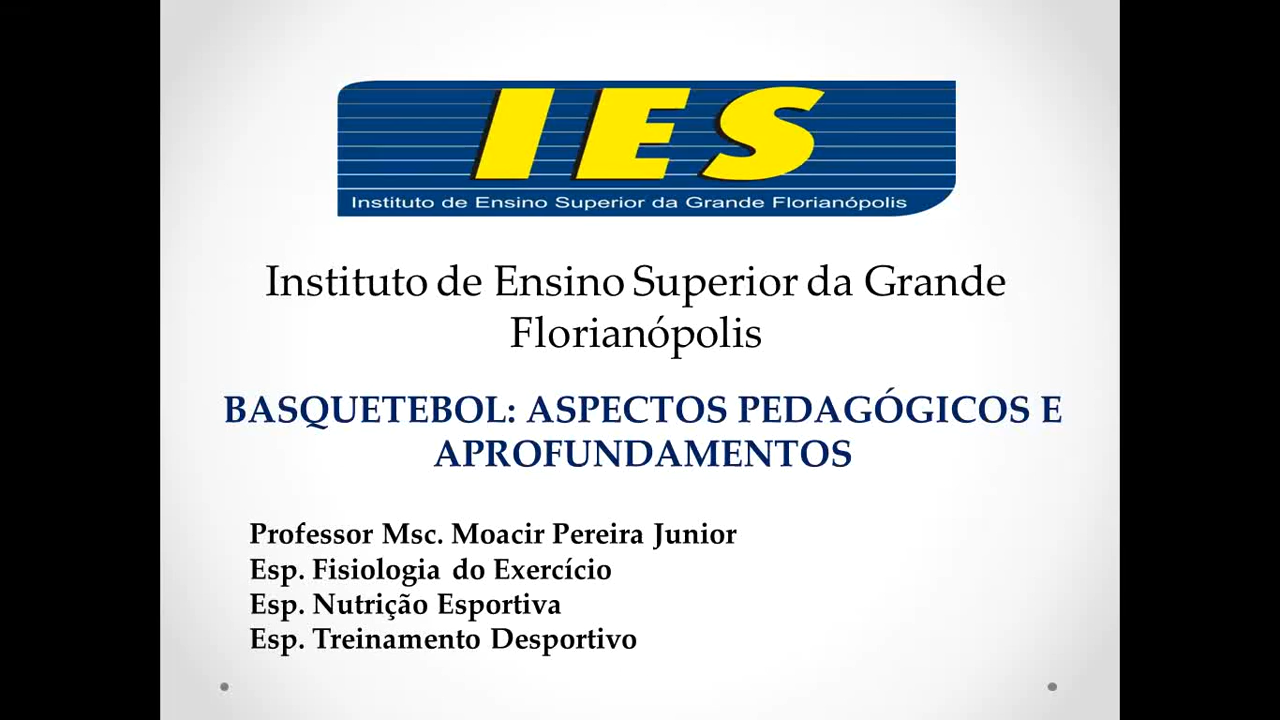 IES
Instituto de Ensino Superior da Grande Florianópolis
Instituto de Ensino Superior da Grande
Florianópolis
BASQUETEBOL: ASPECTOS PEDAGÓGICOS E
APROFUNDAMENTOS
Professor Msc. Moacir Pereira Junior
Esp. Fisiologia do Exercício
Esp. Nutrição Esportiva
Esp. Treinamento Desportivo